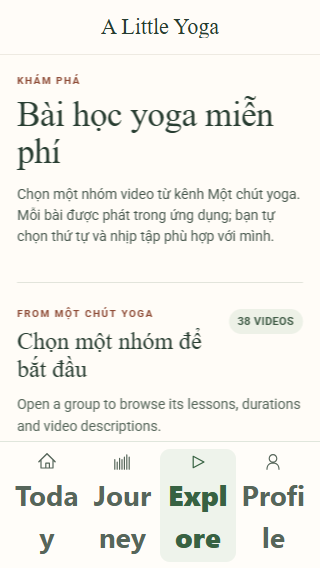 A Little Yoga
KHÁM PHÁ
Bài học yoga miễn
phí
Chọn một nhóm video từ kênh Một chút yoga.
Mỗi bài được phát trong ứng dụng; bạn tự
chọn thứ tự và nhịp tập phù hợp với mình.
FROM MỘT CHÚT YOGA
38 VIDEOS
Chọn một nhóm để
bắt đầu
Open a group to browse its lessons, durations
and video descriptions.
Toda
y
Jour
ney
Expl
ore
Profi
le